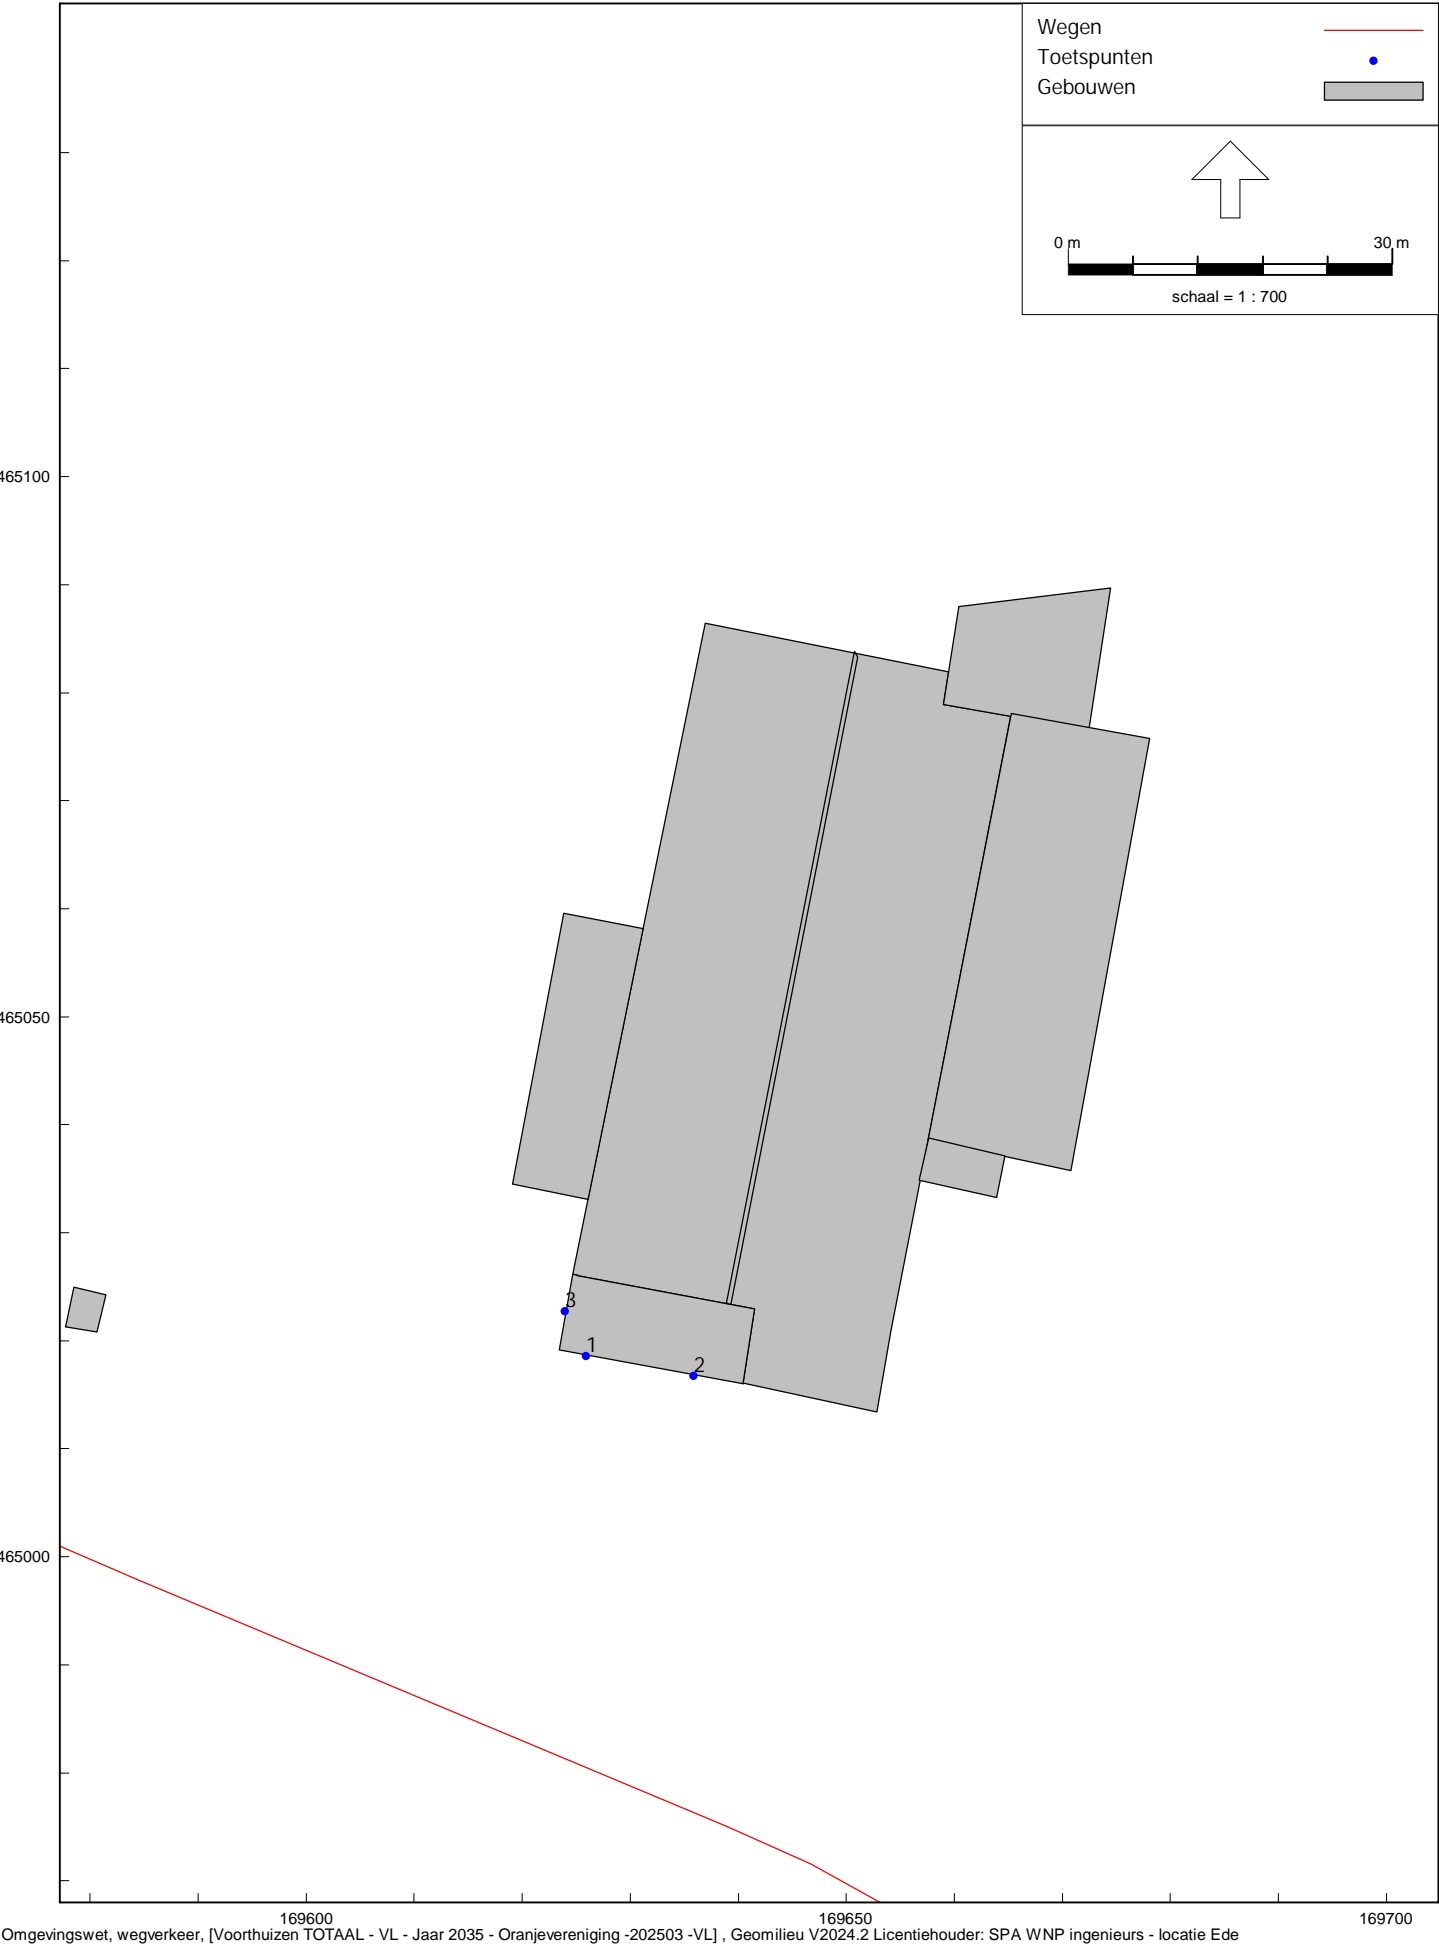 Wegen
Toetspunten
Gebouwen
0 m 30 m
schaal = 1 : 700
465100
465050
3
1
2
465000
169600 169650 169700
Omgevingswet, wegverkeer, [Voorthuizen TOTAAL - VL - Jaar 2035 - Oranjevereniging -202503 -VL] , Geomilieu V2024.2 Licentiehouder: SPA WNP ingenieurs - locatie Ede